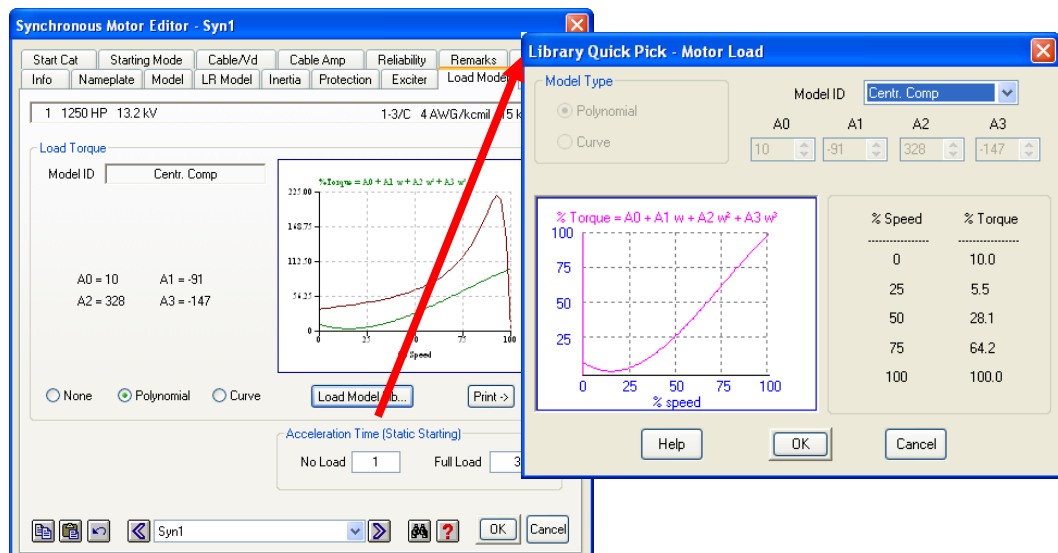 Synchronous Motor Editor - Syn1
Start Cat Starting Mode Cable/Vd Cable Amp Reliability Remarks
Info Nameplate Model LR Model Inertia Protection Exciter Load Model
1 1250 HP 13.2 kV 1-3/C 4 AWG/kcmil 15 k
Load Torque
Model ID Centr. Comp
%Torque = A0 + A1 w + A2 w² + A3 w³
225.00
168.75
112.50
56.25
0
0 25 50 75 100
% Speed
A0 = 10 A1 = -91
A2 = 328 A3 = -147
None Polynomial Curve Load Model Lib... Print ->
Acceleration Time (Static Starting)
No Load 1 Full Load 3
Syn1 OK Cancel
Library Quick Pick - Motor Load
Model Type
Polynomial
Curve
Model ID Centr. Comp
A0 A1 A2 A3
10 -91 328 -147
% Torque = A0 + A1 w + A2 w² + A3 w³
100
75
50
25
0 25 50 75 100
% speed
% Speed % Torque
0 10.0
25 5.5
50 28.1
75 64.2
100 100.0
Help OK Cancel